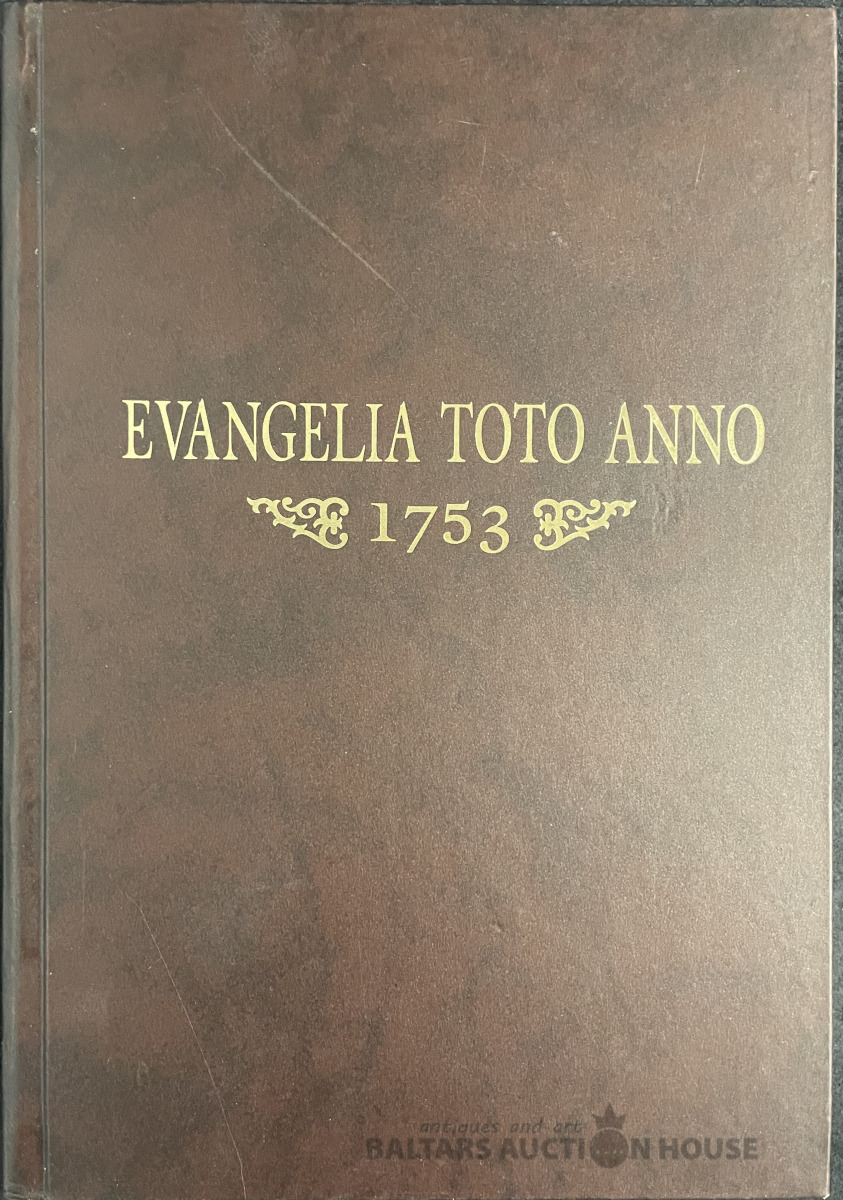 EVANGELIA TOTO ANNO
1753
antiques and art
BALTARS AUCTION HOUSE